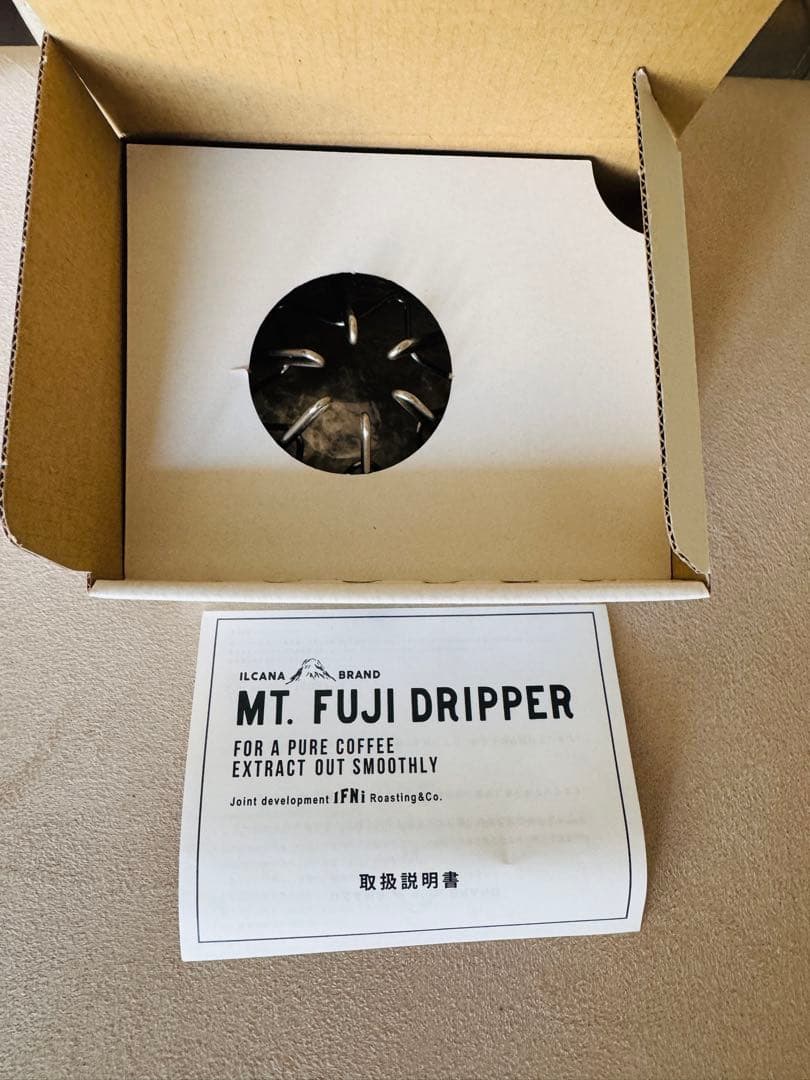 ILCANA BRAND
MT. FUJI DRIPPER
FOR A PURE COFFEE
EXTRACT OUT SMOOTHLY
Joint development IFNi Roasting&Co.
取扱説明書